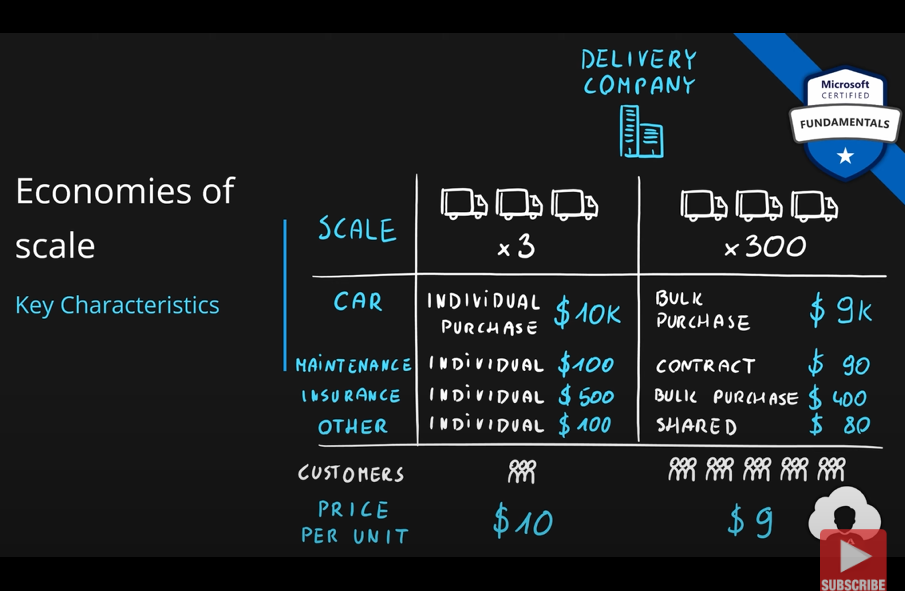 DELIVERY
COMPANY
Microsoft
CERTIFIED
FUNDAMENTALS
Economies of
scale
Key Characteristics
SCALE
x3
x300
CAR
INDIVIDUAL
PURCHASE
$10K
BULK
PURCHASE
$9K
MAINTENANCE INDIVIDUAL $100 CONTRACT $90
INSURANCE INDIVIDUAL $500 BULK PURCHASE $400
OTHER INDIVIDUAL $100 SHARED $80
CUSTOMERS
PRICE
PER UNIT
$10
$9
SUBSCRIBE